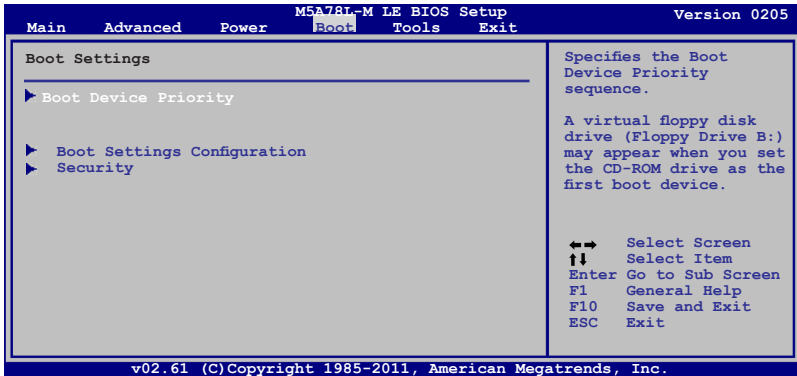 M5A78L-M LE BIOS Setup
Version 0205
Main Advanced Power Boot Tools Exit
Boot Settings
Boot Device Priority
Boot Settings Configuration
Security
Specifies the Boot
Device Priority
sequence.
A virtual floppy disk
drive (Floppy Drive B:)
may appear when you set
the CD-ROM drive as the
first boot device.
←→ Select Screen
↑↓ Select Item
Enter Go to Sub Screen
F1 General Help
F10 Save and Exit
ESC Exit
v02.61 (C)Copyright 1985-2011, American Megatrends, Inc.